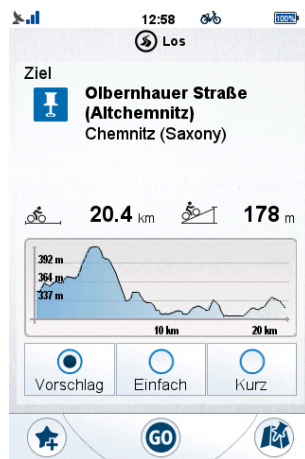 12:58
100%
Los
Ziel
Olbernhauer Straße
(Altchemnitz)
Chemnitz (Saxony)
20.4 km 178 m
392 m
364 m
337 m
10 km 20 km
Vorschlag Einfach Kurz
GO